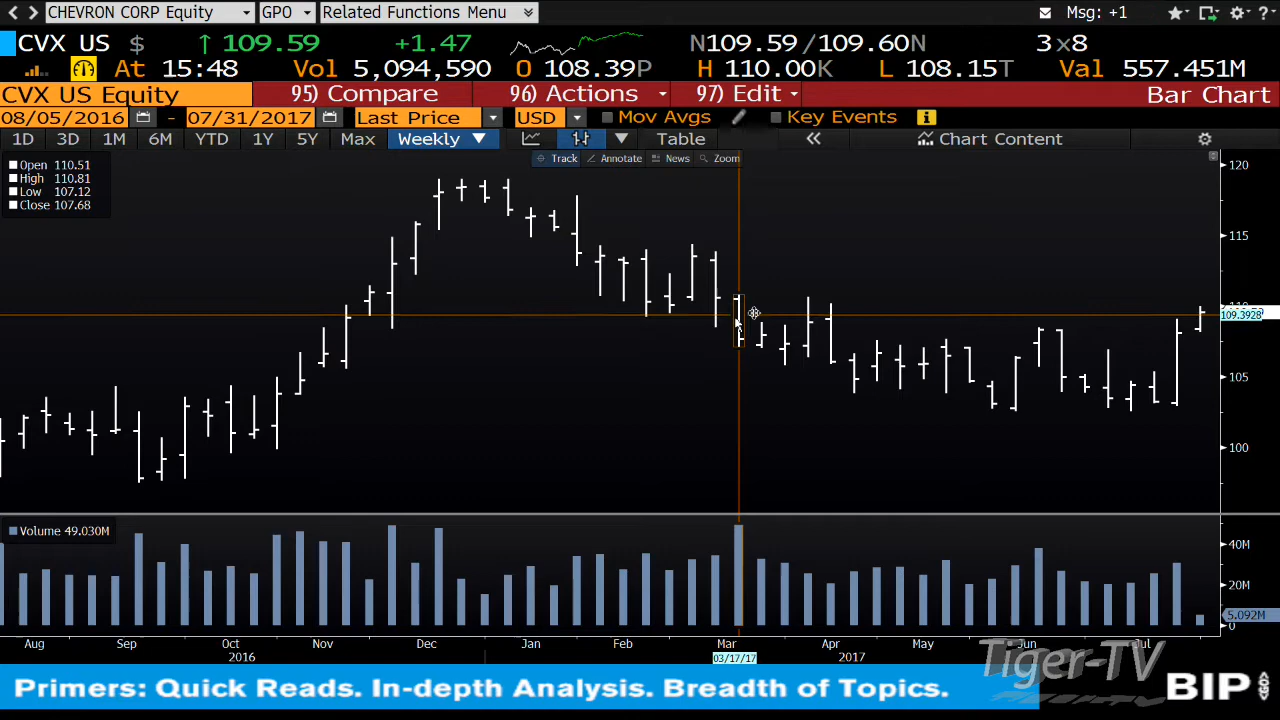 CHEVRON CORP Equity GPO Related Functions Menu Msg: +1 ?
CVX US $ ↑ 109.59 +1.47 N109.59 /109.60N 3 x8
At 15:48 Vol 5,094,590 O 108.39P H 110.00K L 108.15T Val 557.451M
CVX US Equity 95) Compare 96) Actions 97) Edit Bar Chart
08/05/2016 - 07/31/2017 Last Price USD Mov Avgs Key Events i
1D 3D 1M 6M YTD 1Y 5Y Max Weekly Table « Chart Content
Track Annotate News Zoom
Open 110.51
High 110.81
Low 107.12
Close 107.68
120
115
109.3928
105
100
Volume 49.030M
40M
20M
5.092M
0
Aug Sep Oct Nov Dec Jan Feb Mar Apr May Jun Jul
2016 03/17/17 2017
Tiger-TV
Primers: Quick Reads. In-depth Analysis. Breadth of Topics.
BIP GO